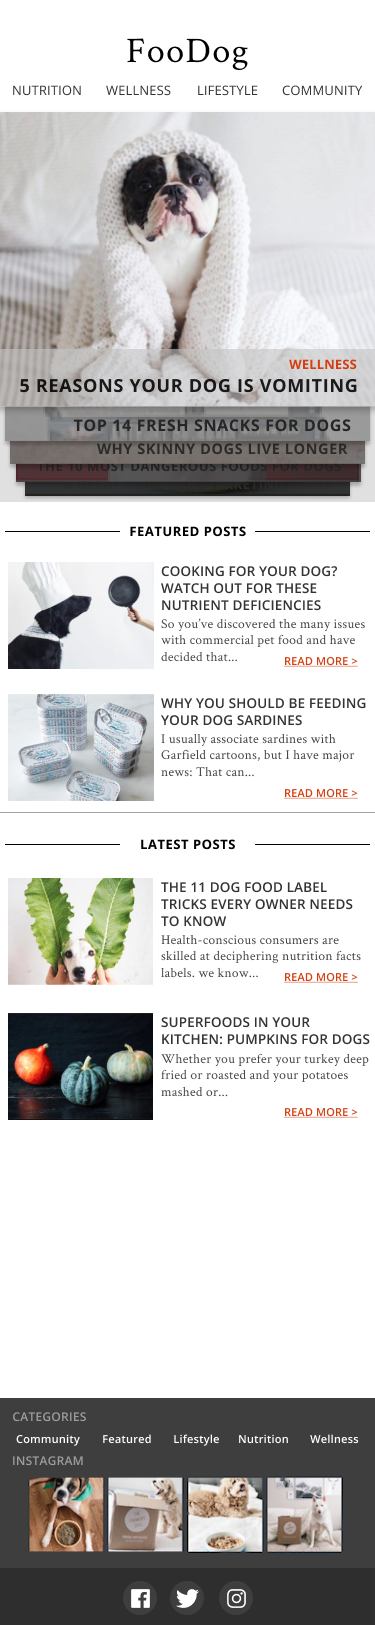 FooDog
NUTRITION WELLNESS LIFESTYLE COMMUNITY
WELLNESS
5 REASONS YOUR DOG IS VOMITING
TOP 14 FRESH SNACKS FOR DOGS
WHY SKINNY DOGS LIVE LONGER
THE 10 MOST DANGEROUS FOODS FOR DOGS
FEATURED POSTS
COOKING FOR YOUR DOG?
WATCH OUT FOR THESE
NUTRIENT DEFICIENCIES
So you've discovered the many issues
with commercial pet food and have
decided that...
READ MORE >
WHY YOU SHOULD BE FEEDING
YOUR DOG SARDINES
I usually associate sardines with
Garfield cartoons, but I have major
news: That can...
READ MORE >
LATEST POSTS
THE 11 DOG FOOD LABEL
TRICKS EVERY OWNER NEEDS
TO KNOW
Health-conscious consumers are
skilled at deciphering nutrition facts
labels. we know...
READ MORE >
SUPERFOODS IN YOUR
KITCHEN: PUMPKINS FOR DOGS
Whether you prefer your turkey deep
fried or roasted and your potatoes
mashed or...
READ MORE >
CATEGORIES
Community Featured Lifestyle Nutrition Wellness
INSTAGRAM